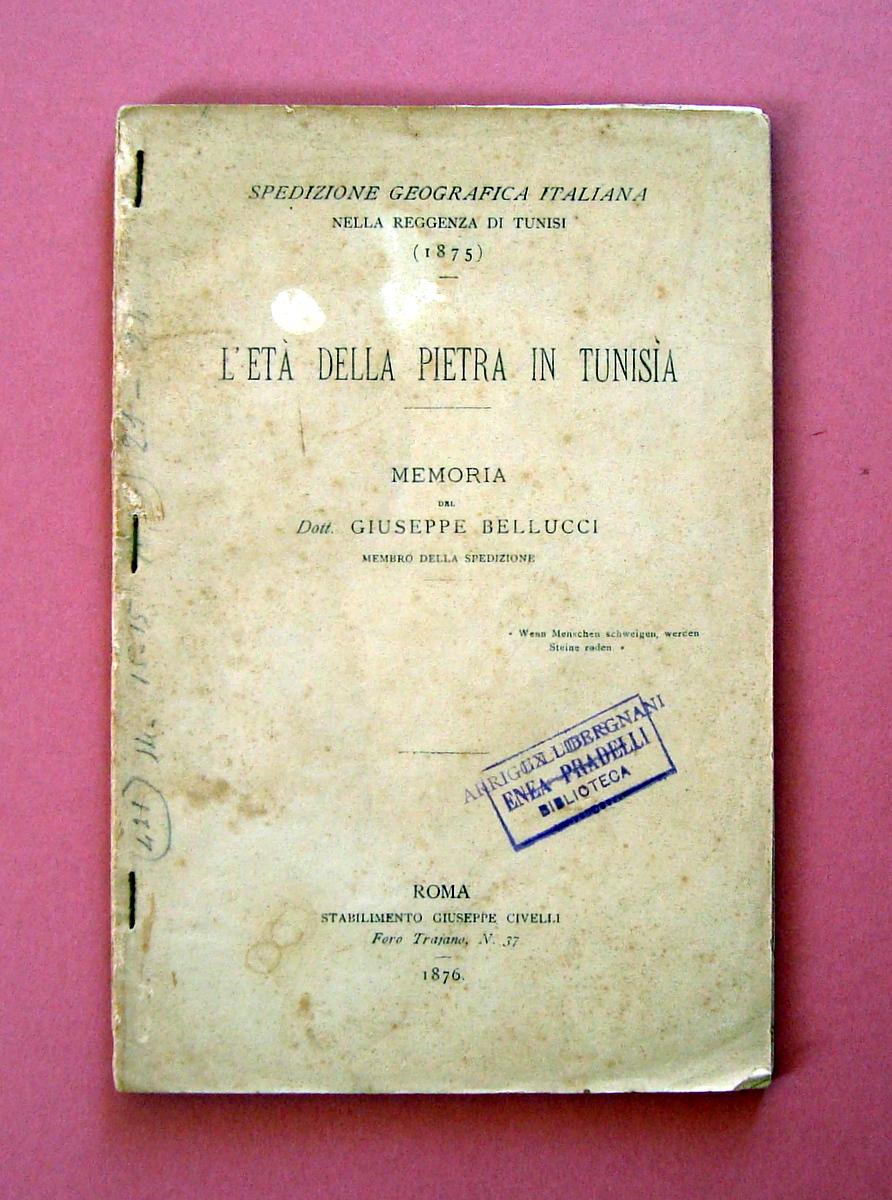 SPEDIZIONE GEOGRAFICA ITALIANA
NELLA REGGENZA DI TUNISI
(1875)
L'ETÀ DELLA PIETRA IN TUNISÌA
MEMORIA
DEL
Dott. GIUSEPPE BELLUCCI
MEMBRO DELLA SPEDIZIONE
« Wenn Menschen schweigen, werden
Steine reden. »
ENEA PRADELLI
BIBLIOTECA
ROMA
STABILIMENTO GIUSEPPE CIVELLI
Foro Trajano, N. 37
1876.